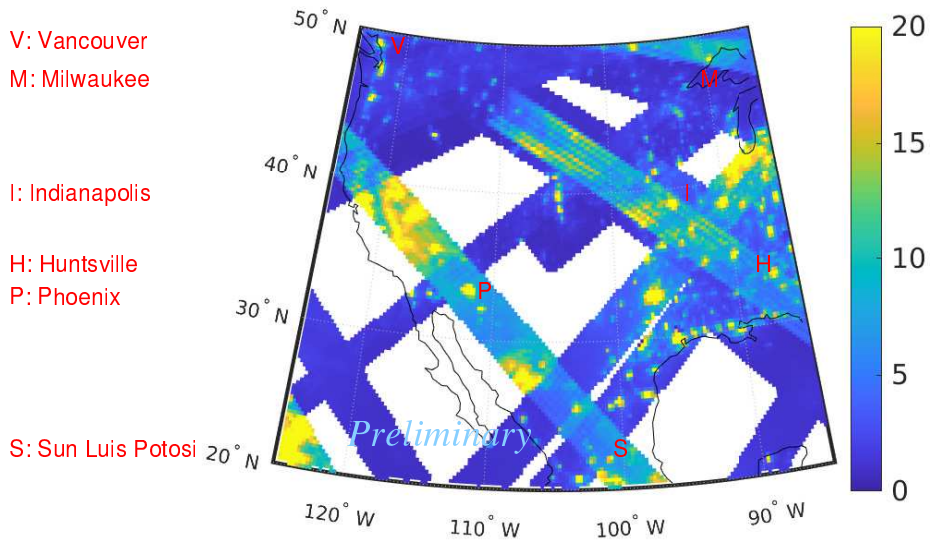 V: Vancouver
M: Milwaukee
I: Indianapolis
H: Huntsville
P: Phoenix
S: Sun Luis Potosi
50° N
40° N
30° N
20° N
120° W
110° W
100° W
90° W
V
M
I
H
P
S
Preliminary
20
15
10
5
0